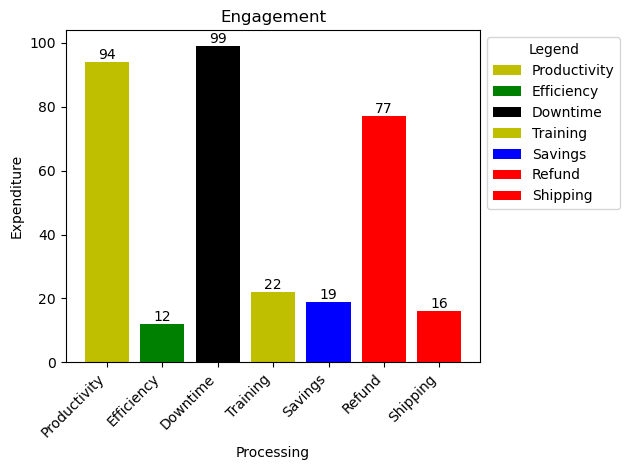 Engagement
Expenditure
100
80
60
40
20
0
94
12
99
22
19
77
16
Productivity
Efficiency
Downtime
Training
Savings
Refund
Shipping
Processing
Legend
Productivity
Efficiency
Downtime
Training
Savings
Refund
Shipping